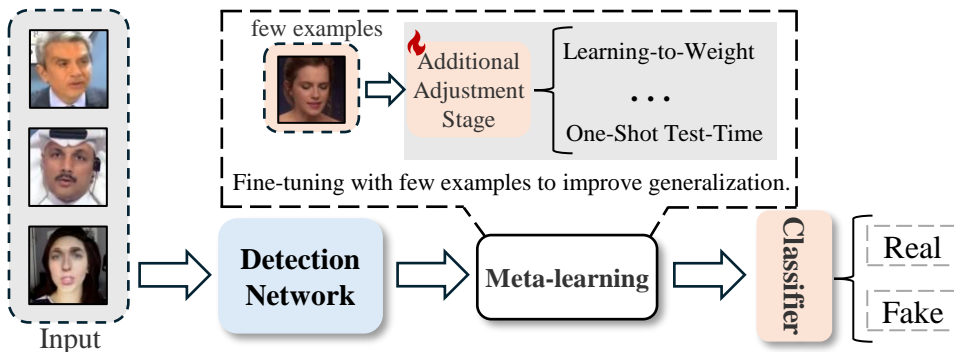 few examples
Additional
Adjustment
Stage
Learning-to-Weight
...
One-Shot Test-Time
Fine-tuning with few examples to improve generalization.
Input
Detection
Network
Meta-learning
Classifier
Real
Fake